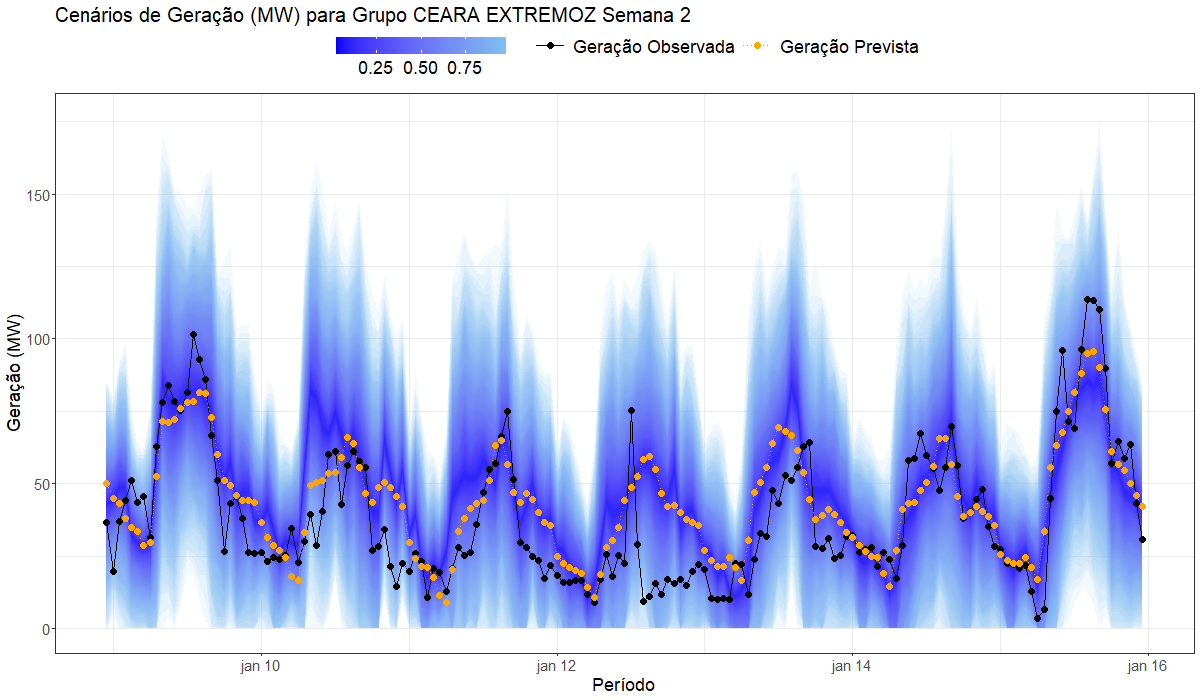 Cenários de Geração (MW) para Grupo CEARA EXTREMOZ Semana 2
0.25 0.50 0.75
Geração Observada Geração Prevista
150
100
50
0
Geração (MW)
jan 10 jan 12 jan 14 jan 16
Período